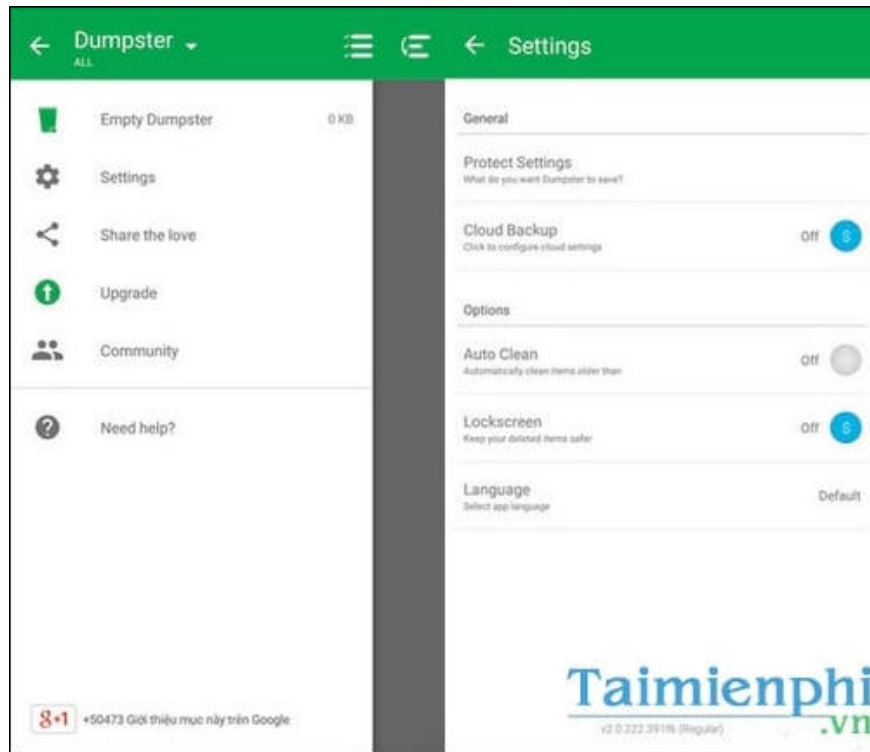 Dumpster
ALL
Empty Dumpster 0 KB
Settings
Share the love
Upgrade
Community
Need help?
g+1 +50473 Giới thiệu mục này trên Google
Settings
General
Protect Settings
What do you want Dumpster to save?
Cloud Backup
Click to configure cloud settings
Off $
Options
Auto Clean
Automatically clean items older than
Off
Lockscreen
Keep your deleted items safer
Off $
Language
Select app language
Default
Taimienphi
.vn
(Regular)